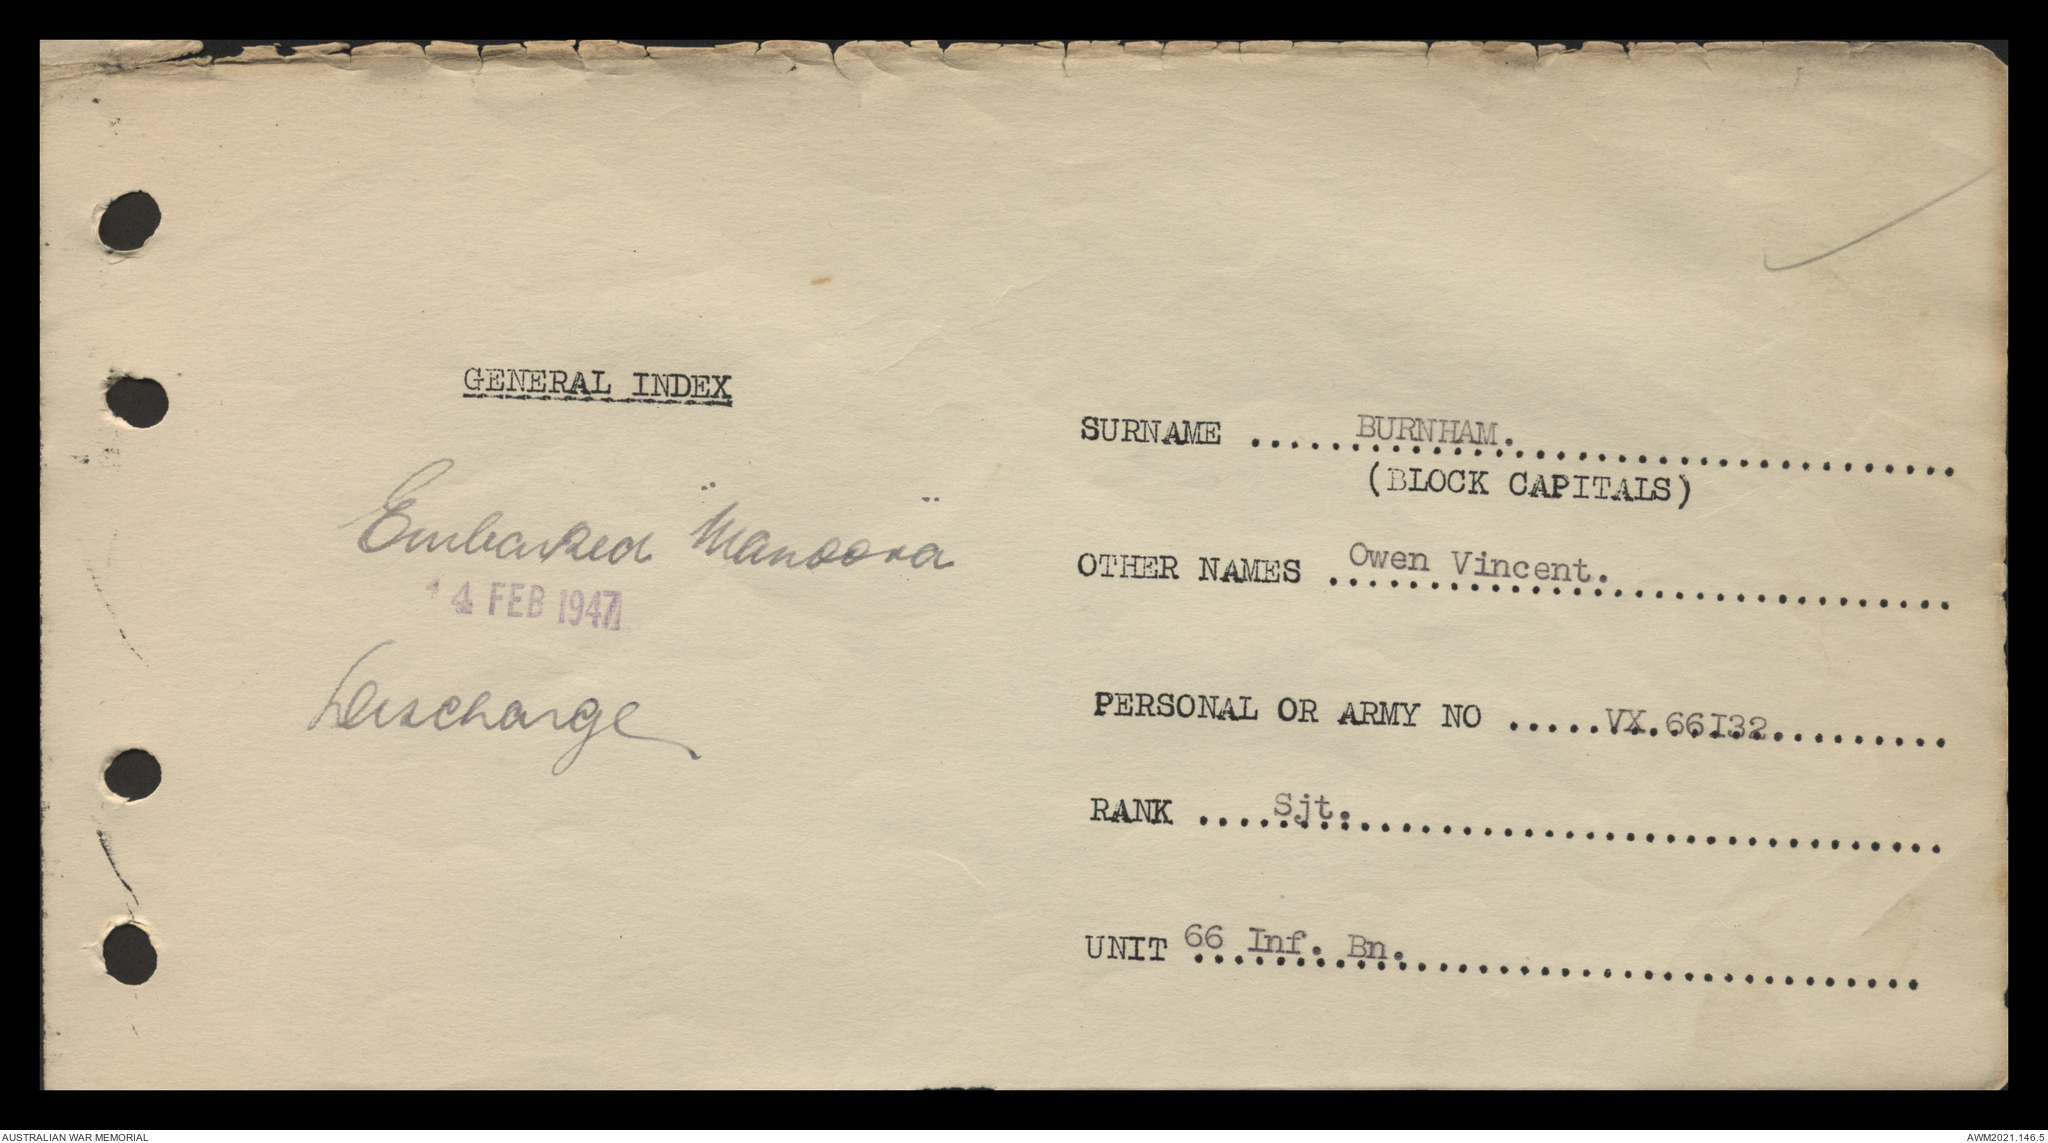 GENERAL INDEX
Embarked "Manoora"
14 FEB 1947
Discharge
SURNAME ..... BURNHAM.
(BLOCK CAPITALS)
OTHER NAMES Owen Vincent.
PERSONAL OR ARMY NO .....VX.66I32.........
RANK .... Sjt.
UNIT 66 Inf. Bn.
AUSTRALIAN WAR MEMORIAL
AWM2021.146.5